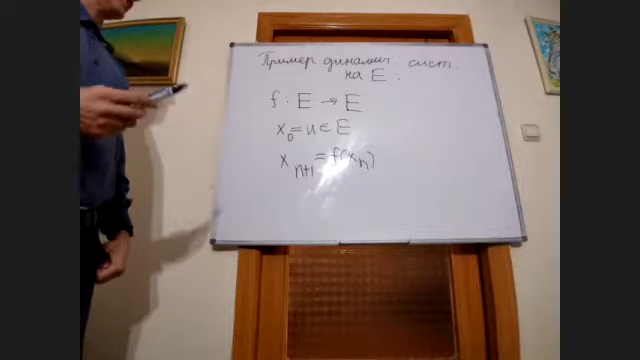 Пример динамич. сист.
на E:
f: E → E
x₀ = u ∈ E
xₙ₊₁ = f(xₙ)